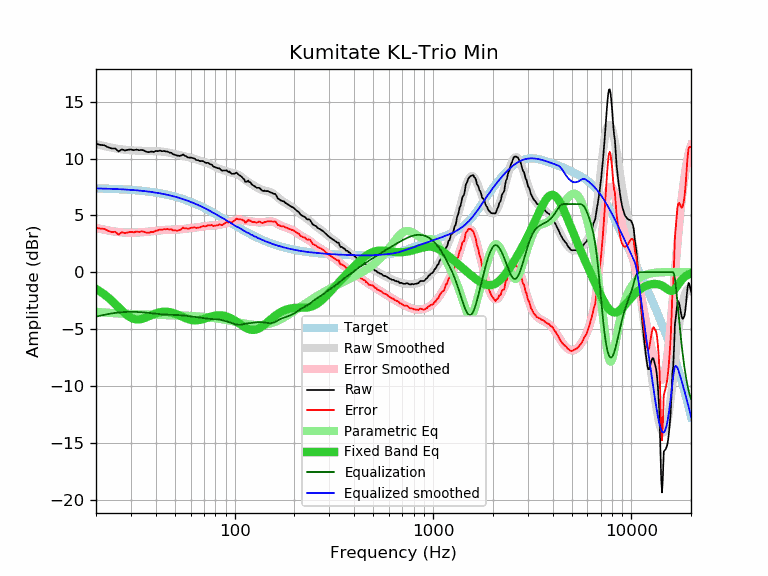 Kumitate KL-Trio Min
Amplitude (dBr)
15
10
5
0
−5
−10
−15
−20
Target
Raw Smoothed
Error Smoothed
Raw
Error
Parametric Eq
Fixed Band Eq
Equalization
Equalized smoothed
100
1000
10000
Frequency (Hz)